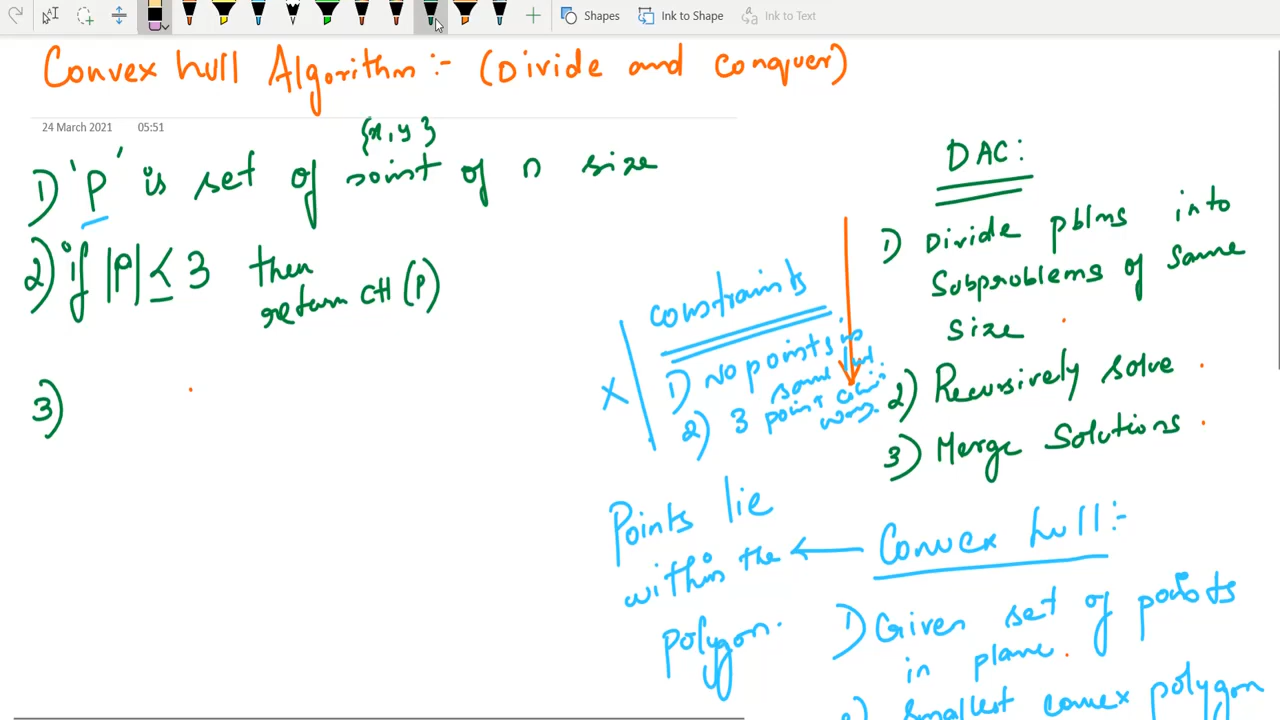 Shapes
Ink to Shape
Ink to Text
Convex hull Algorithm :- (Divide and Conquer)
24 March 2021 05:51
{x, y}
1) 'P' is set of point of n size
2) if |P| ≤ 3 then
return CH (P)
3)
DAC:
1) Divide pblms into
Subproblems of Same
Size
2) Recursively solve
3) Merge Solutions
Constraints
X
1) No points in
same
2) 3 point
Points lie
within the
polygon.
← Convex hull:-
1) Given set of points
in plane
2) Smallest convex polygon